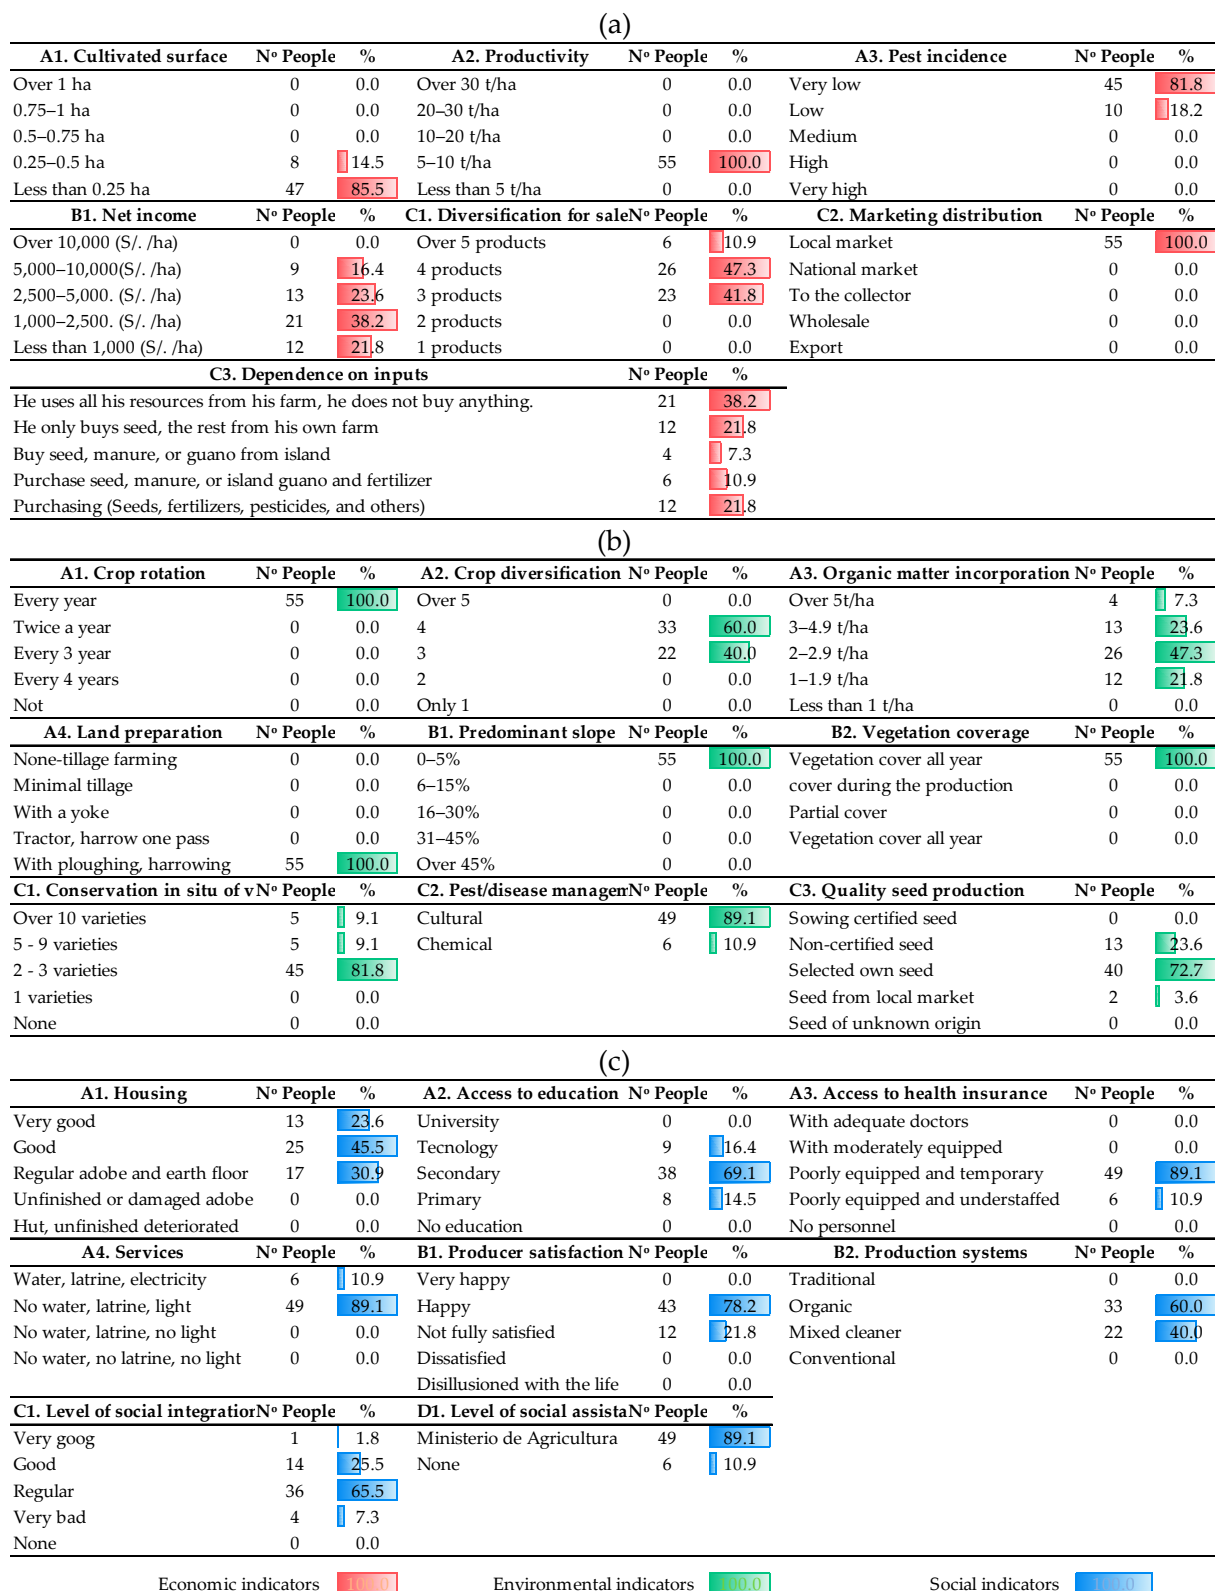 (a)
A1. Cultivated surface Nº People % A2. Productivity Nº People % A3. Pest incidence Nº People %
Over 1 ha 0 0.0 Over 30 t/ha 0 0.0 Very low 45 81.8
0.75–1 ha 0 0.0 20–30 t/ha 0 0.0 Low 10 18.2
0.5–0.75 ha 0 0.0 10–20 t/ha 0 0.0 Medium 0 0.0
0.25–0.5 ha 8 14.5 5–10 t/ha 55 100.0 High 0 0.0
Less than 0.25 ha 47 85.5 Less than 5 t/ha 0 0.0 Very high 0 0.0
B1. Net income Nº People % C1. Diversification for sale Nº People % C2. Marketing distribution Nº People %
Over 10,000 (S/. /ha) 0 0.0 Over 5 products 6 10.9 Local market 55 100.0
5,000–10,000(S/. /ha) 9 16.4 4 products 26 47.3 National market 0 0.0
2,500–5,000. (S/. /ha) 13 23.6 3 products 23 41.8 To the collector 0 0.0
1,000–2,500. (S/. /ha) 21 38.2 2 products 0 0.0 Wholesale 0 0.0
Less than 1,000 (S/. /ha) 12 21.8 1 products 0 0.0 Export 0 0.0
C3. Dependence on inputs Nº People %
He uses all his resources from his farm, he does not buy anything. 21 38.2
He only buys seed, the rest from his own farm 12 21.8
Buy seed, manure, or guano from island 4 7.3
Purchase seed, manure, or island guano and fertilizer 6 10.9
Purchasing (Seeds, fertilizers, pesticides, and others) 12 21.8
(b)
A1. Crop rotation Nº People % A2. Crop diversification Nº People % A3. Organic matter incorporation Nº People %
Every year 55 100.0 Over 5 0 0.0 Over 5t/ha 4 7.3
Twice a year 0 0.0 4 33 60.0 3–4.9 t/ha 13 23.6
Every 3 year 0 0.0 3 22 40.0 2–2.9 t/ha 26 47.3
Every 4 years 0 0.0 2 0 0.0 1–1.9 t/ha 12 21.8
Not 0 0.0 Only 1 0 0.0 Less than 1 t/ha 0 0.0
A4. Land preparation Nº People % B1. Predominant slope Nº People % B2. Vegetation coverage Nº People %
None-tillage farming 0 0.0 0–5% 55 100.0 Vegetation cover all year 55 100.0
Minimal tillage 0 0.0 6–15% 0 0.0 cover during the production 0 0.0
With a yoke 0 0.0 16–30% 0 0.0 Partial cover 0 0.0
Tractor, harrow one pass 0 0.0 31–45% 0 0.0 Vegetation cover all year 0 0.0
With ploughing, harrowing 55 100.0 Over 45% 0 0.0
C1. Conservation in situ of v Nº People % C2. Pest/disease managem Nº People % C3. Quality seed production Nº People %
Over 10 varieties 5 9.1 Cultural 49 89.1 Sowing certified seed 0 0.0
5 - 9 varieties 5 9.1 Chemical 6 10.9 Non-certified seed 13 23.6
2 - 3 varieties 45 81.8 Selected own seed 40 72.7
1 varieties 0 0.0 Seed from local market 2 3.6
None 0 0.0 Seed of unknown origin 0 0.0
(c)
A1. Housing Nº People % A2. Access to education Nº People % A3. Access to health insurance Nº People %
Very good 13 23.6 University 0 0.0 With adequate doctors 0 0.0
Good 25 45.5 Tecnology 9 16.4 With moderately equipped 0 0.0
Regular adobe and earth floor 17 30.9 Secondary 38 69.1 Poorly equipped and temporary 49 89.1
Unfinished or damaged adobe 0 0.0 Primary 8 14.5 Poorly equipped and understaffed 6 10.9
Hut, unfinished deteriorated 0 0.0 No education 0 0.0 No personnel 0 0.0
A4. Services Nº People % B1. Producer satisfaction Nº People % B2. Production systems Nº People %
Water, latrine, electricity 6 10.9 Very happy 0 0.0 Traditional 0 0.0
No water, latrine, light 49 89.1 Happy 43 78.2 Organic 33 60.0
No water, latrine, no light 0 0.0 Not fully satisfied 12 21.8 Mixed cleaner 22 40.0
No water, no latrine, no light 0 0.0 Dissatisfied 0 0.0 Conventional 0 0.0
Disillusioned with the life 0 0.0
C1. Level of social integration Nº People % D1. Level of social assista Nº People %
Very goog 1 1.8 Ministerio de Agricultura 49 89.1
Good 14 25.5 None 6 10.9
Regular 36 65.5
Very bad 4 7.3
None 0 0.0
Economic indicators 100.0 Environmental indicators 100.0 Social indicators 100.0